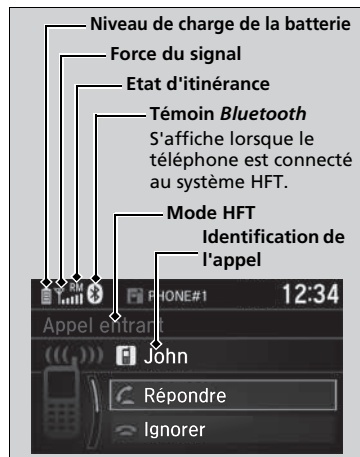 Niveau de charge de la batterie
Force du signal
Etat d'itinérance
Témoin Bluetooth
S'affiche lorsque le
téléphone est connecté
au système HFT.
Mode HFT
Identification de
l'appel
RM
PHONE#1
12:34
Appel entrant
John
Répondre
Ignorer